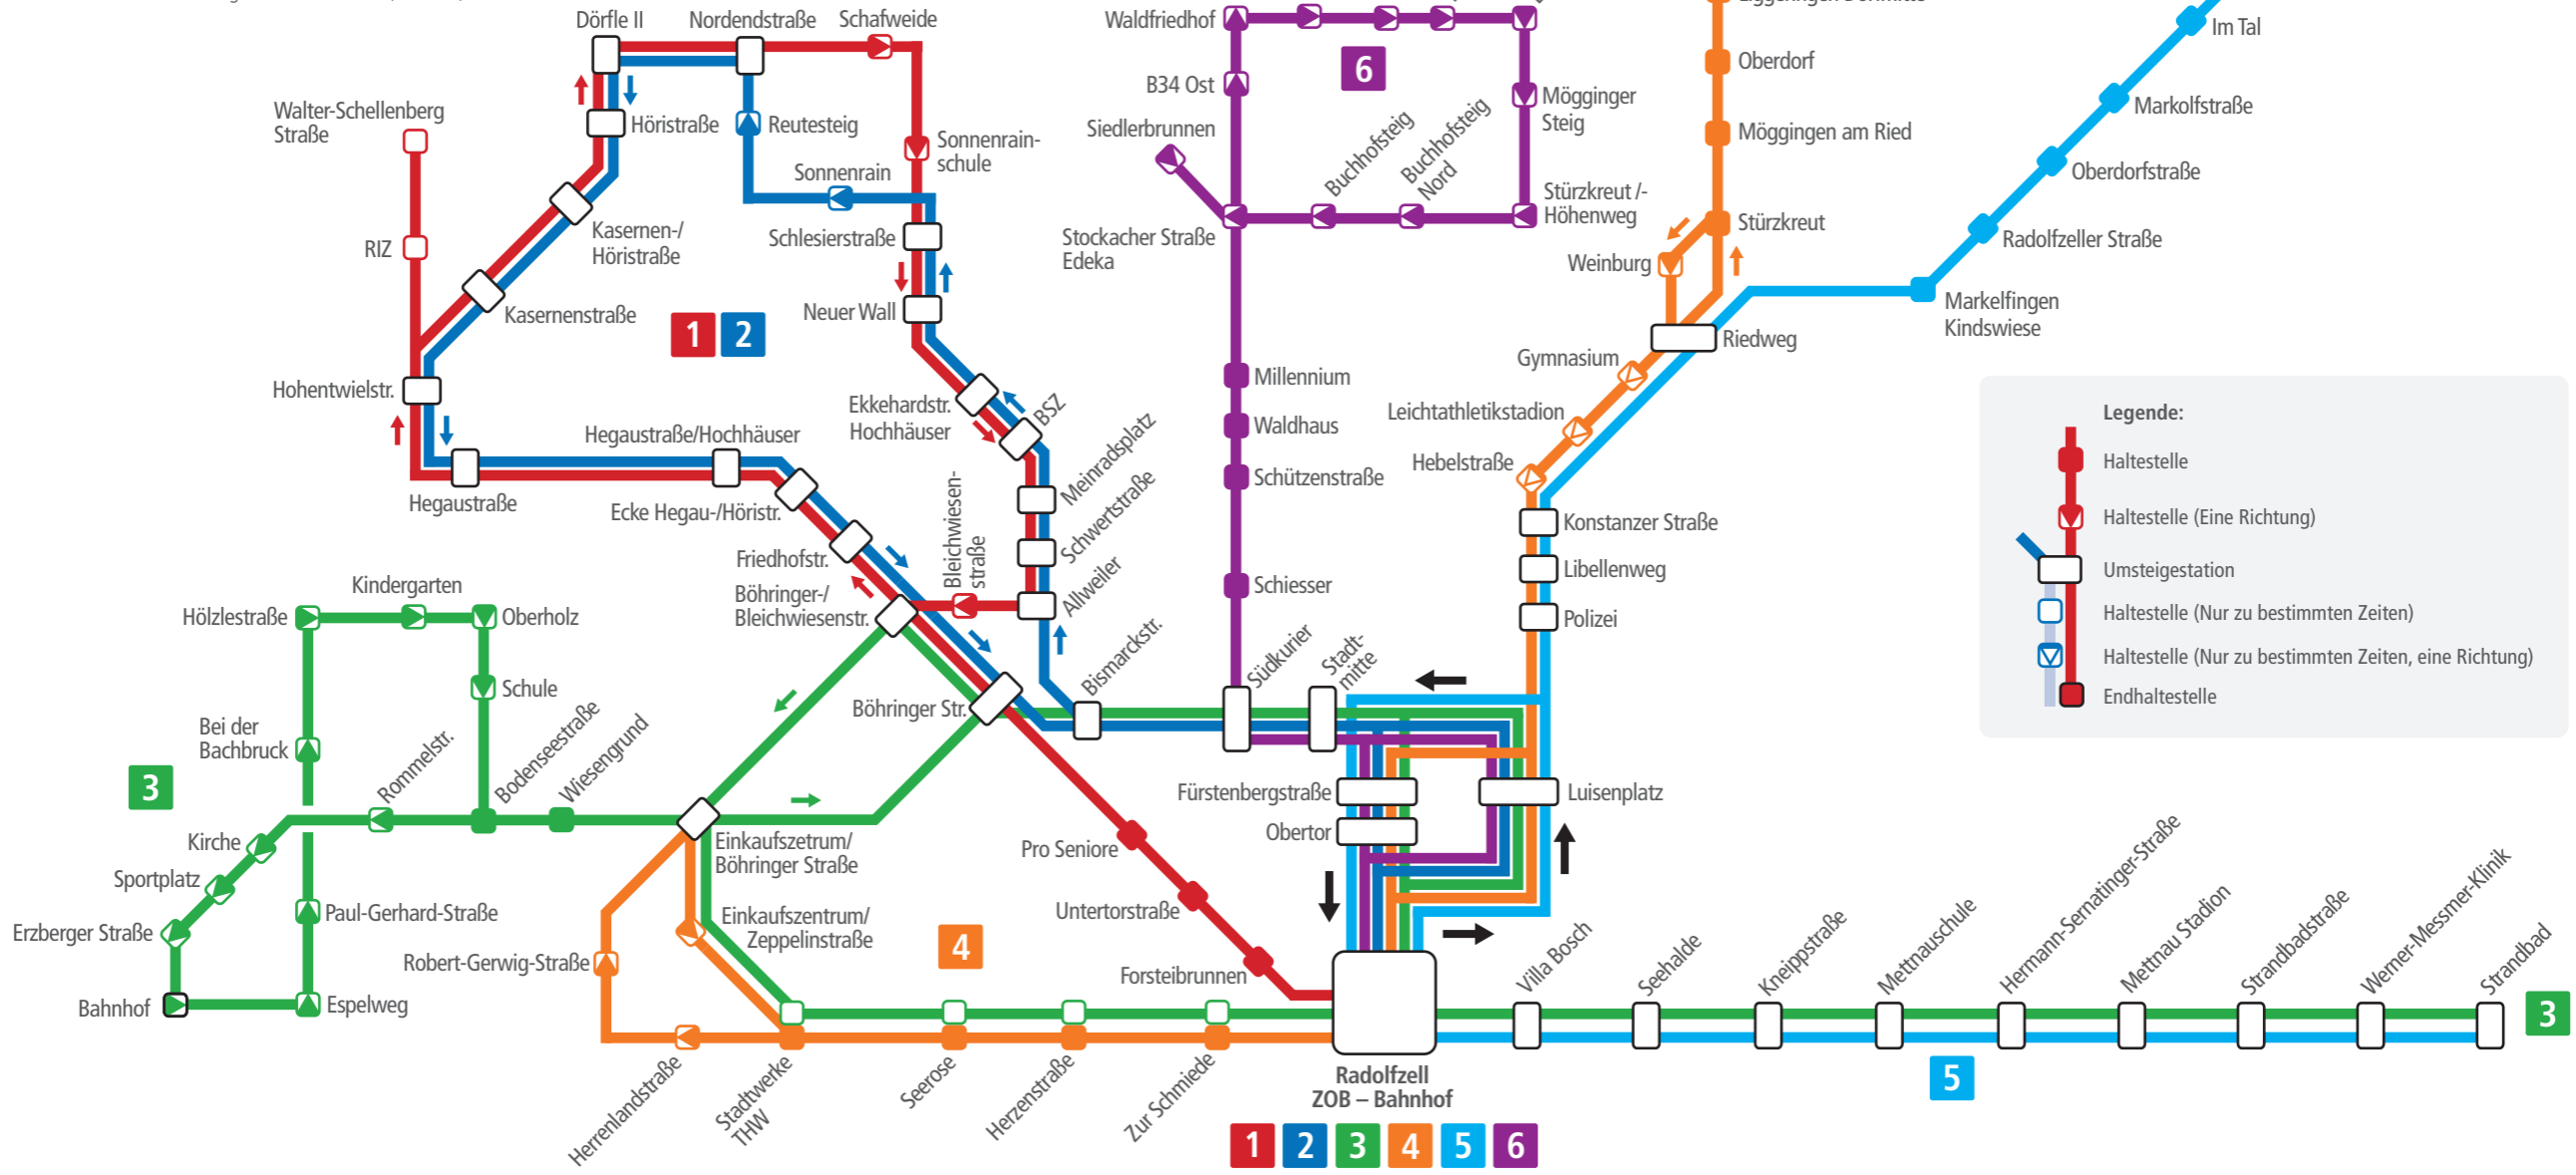 Dörfle II
Nordendstraße
Schafweide
Waldfriedhof
Im Tal
Oberdorf
6
B34 Ost
Mögginger
Steig
Markolfstraße
Walter-Schellenberg
Straße
Höristraße
Reutesteig
Siedlerbrunnen
Buchhofsteig
Buchhofsteig
Nord
Möggingen am Ried
Sonnenrain-
schule
Sonnenrain
Oberdorfstraße
Stürzkreut /-
Höhenweg
Kasernen-/
Höristraße
Schlesierstraße
Stockacher Straße
Edeka
Stürzkreut
Radolfzeller Straße
RIZ
Weinburg
Kasernenstraße
1
2
Neuer Wall
Markelfingen
Kindswiese
Riedweg
Gymnasium
Millennium
Hohentwielstr.
Ekkehardstr.
Hochhäuser
BSZ
Leichtathletikstadion
Waldhaus
Legende:
Hegaustraße/Hochhäuser
Meinradsplatz
Hebelstraße
Schützenstraße
Haltestelle
Hegaustraße
Ecke Hegau-/Höristr.
Bleichwiesen-
straße
Schwertstraße
Konstanzer Straße
Haltestelle (Eine Richtung)
Friedhofstr.
Libellenweg
Umsteigestation
Kindergarten
Böhringer-/
Bleichwiesenstr.
Allweiler
Schiesser
Polizei
Haltestelle (Nur zu bestimmten Zeiten)
Hölzlestraße
Oberholz
Haltestelle (Nur zu bestimmten Zeiten, eine Richtung)
Schule
Bismarckstr.
Südkurier
Stadt-
mitte
Endhaltestelle
Böhringer Str.
Bei der
Bachbruck
Rommelstr.
Bodenseestraße
Wiesengrund
3
Fürstenbergstraße
Luisenplatz
Kirche
Einkaufszetrum/
Böhringer Straße
Pro Seniore
Obertor
Sportplatz
Paul-Gerhard-Straße
Einkaufszentrum/
Zeppelinstraße
Untertorstraße
Erzberger Straße
4
Robert-Gerwig-Straße
Forsteibrunnen
Villa Bosch
Seehalde
Kneippstraße
Mettnauschule
Hermann-Sernatinger-Straße
Mettnau Stadion
Strandbadstraße
Werner-Messmer-Klinik
Strandbad
Bahnhof
Espelweg
3
Herrenlandstraße
Stadtwerke
THW
Seerose
Herzenstraße
Zur Schmiede
Radolfzell
ZOB – Bahnhof
5
1
2
3
4
5
6